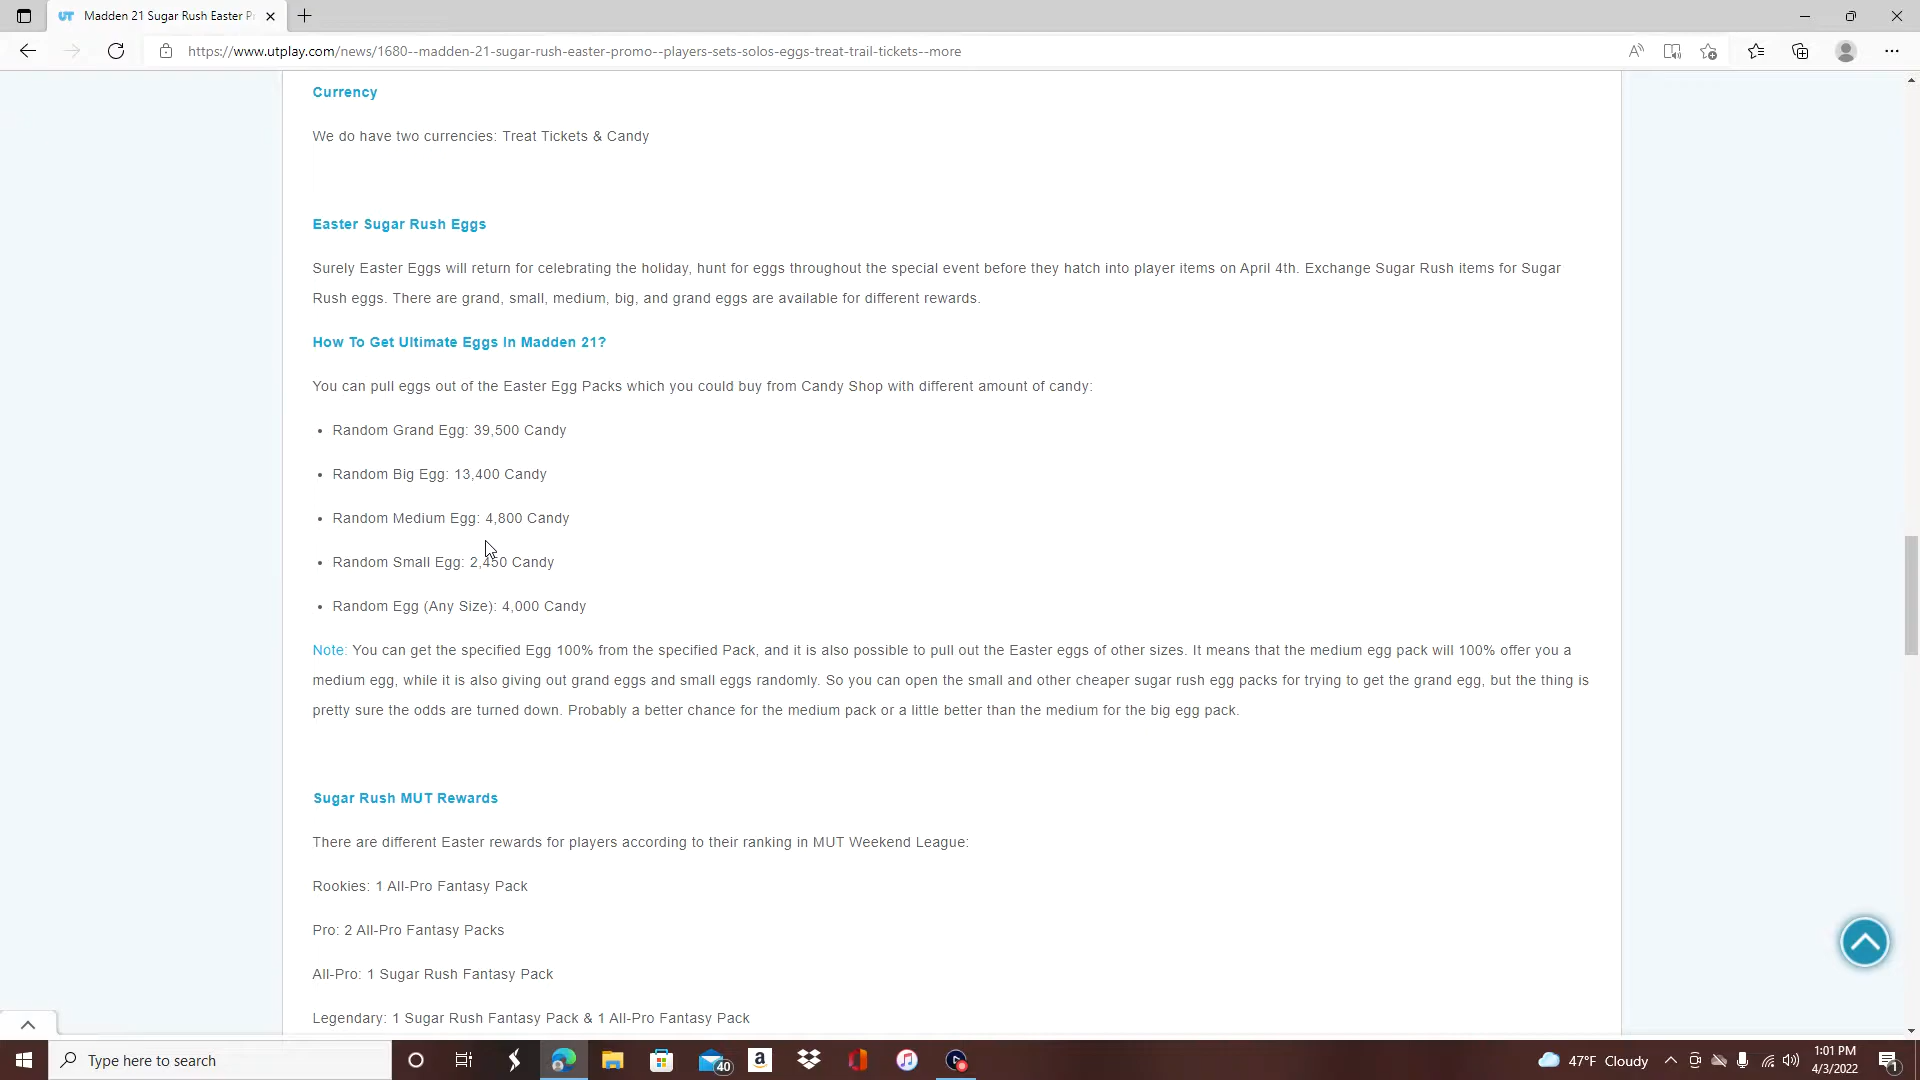 Madden 21 Sugar Rush Easter P
https://www.utplay.com/news/1680--madden-21-sugar-rush-easter-promo--players-sets-solos-eggs-treat-trail-tickets--more
Currency
We do have two currencies: Treat Tickets & Candy
Easter Sugar Rush Eggs
Surely Easter Eggs will return for celebrating the holiday, hunt for eggs throughout the special event before they hatch into player items on April 4th. Exchange Sugar Rush items for Sugar
Rush eggs. There are grand, small, medium, big, and grand eggs are available for different rewards.
How To Get Ultimate Eggs In Madden 21?
You can pull eggs out of the Easter Egg Packs which you could buy from Candy Shop with different amount of candy:
• Random Grand Egg: 39,500 Candy
• Random Big Egg: 13,400 Candy
• Random Medium Egg: 4,800 Candy
• Random Small Egg: 2,450 Candy
• Random Egg (Any Size): 4,000 Candy
Note: You can get the specified Egg 100% from the specified Pack, and it is also possible to pull out the Easter eggs of other sizes. It means that the medium egg pack will 100% offer you a
medium egg, while it is also giving out grand eggs and small eggs randomly. So you can open the small and other cheaper sugar rush egg packs for trying to get the grand egg, but the thing is
pretty sure the odds are turned down. Probably a better chance for the medium pack or a little better than the medium for the big egg pack.
Sugar Rush MUT Rewards
There are different Easter rewards for players according to their ranking in MUT Weekend League:
Rookies: 1 All-Pro Fantasy Pack
Pro: 2 All-Pro Fantasy Packs
All-Pro: 1 Sugar Rush Fantasy Pack
Legendary: 1 Sugar Rush Fantasy Pack & 1 All-Pro Fantasy Pack
Type here to search
40
47°F Cloudy
1:01 PM
4/3/2022
1